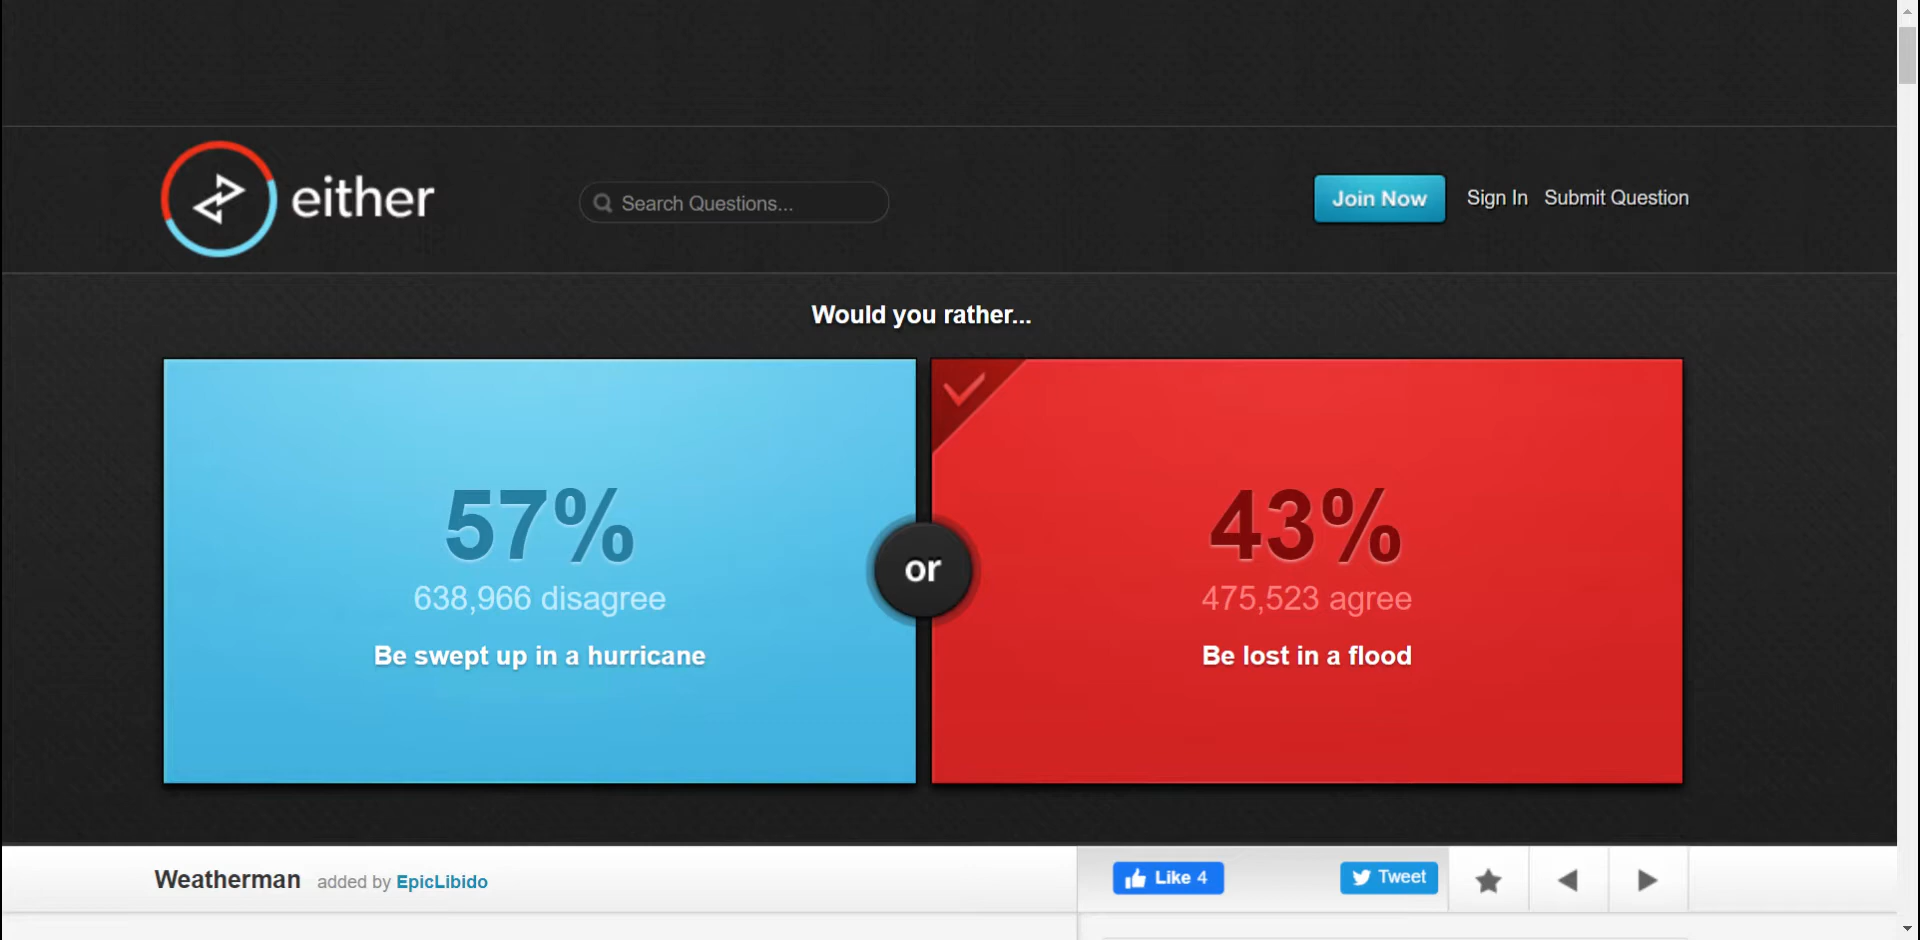 either
Search Questions...
Join Now
Sign In
Submit Question
Would you rather...
57%
638,966 disagree
Be swept up in a hurricane
or
43%
475,523 agree
Be lost in a flood
Weatherman added by EpicLibido
Like 4
Tweet